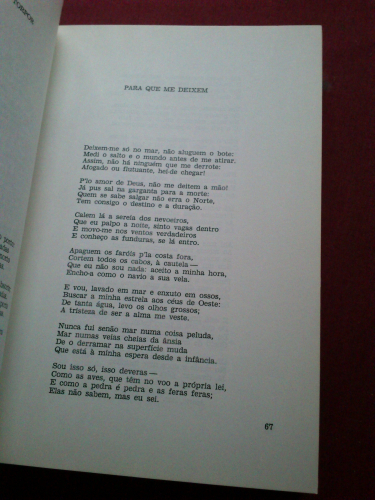 TORPOR
PARA QUE ME DEIXEM
Deixem-me só no mar, não aluguem o bote:
Medi o salto e o mundo antes de me atirar.
Assim, não há ninguém que me derrote:
Afogado ou flutuante, hei-de chegar!
P'lo amor de Deus, não me deitem a mão!
Já pus sal na garganta para a morte:
Quem se sabe salgar não erra o Norte,
Tem consigo o destino e a duração.
Calem lá a sereia dos nevoeiros,
Que eu palpo a noite, sinto vagas dentro
E movo-me nos ventos verdadeiros
E conheço as funduras, se lá entro.
Apaguem os faróis p'la costa fora,
Cortem todos os cabos, à cautela —
Que eu não sou nada: aceito a minha hora,
Encho-a como o navio a sua vela.
E vou, lavado em mar e enxuto em ossos,
Buscar a minha estrela aos céus de Oeste:
De tanta água, levo os olhos grossos;
A tristeza de ser a alma me veste.
Nunca fui senão mar numa coisa peluda,
Mar numas veias cheias da ânsia
De o derramar na superfície muda
Que está à minha espera desde a infância.
Sou isso só, isso deveras —
Como as aves, que têm no voo a própria lei,
E como a pedra é pedra e as feras feras;
Elas não sabem, mas eu sei.
67